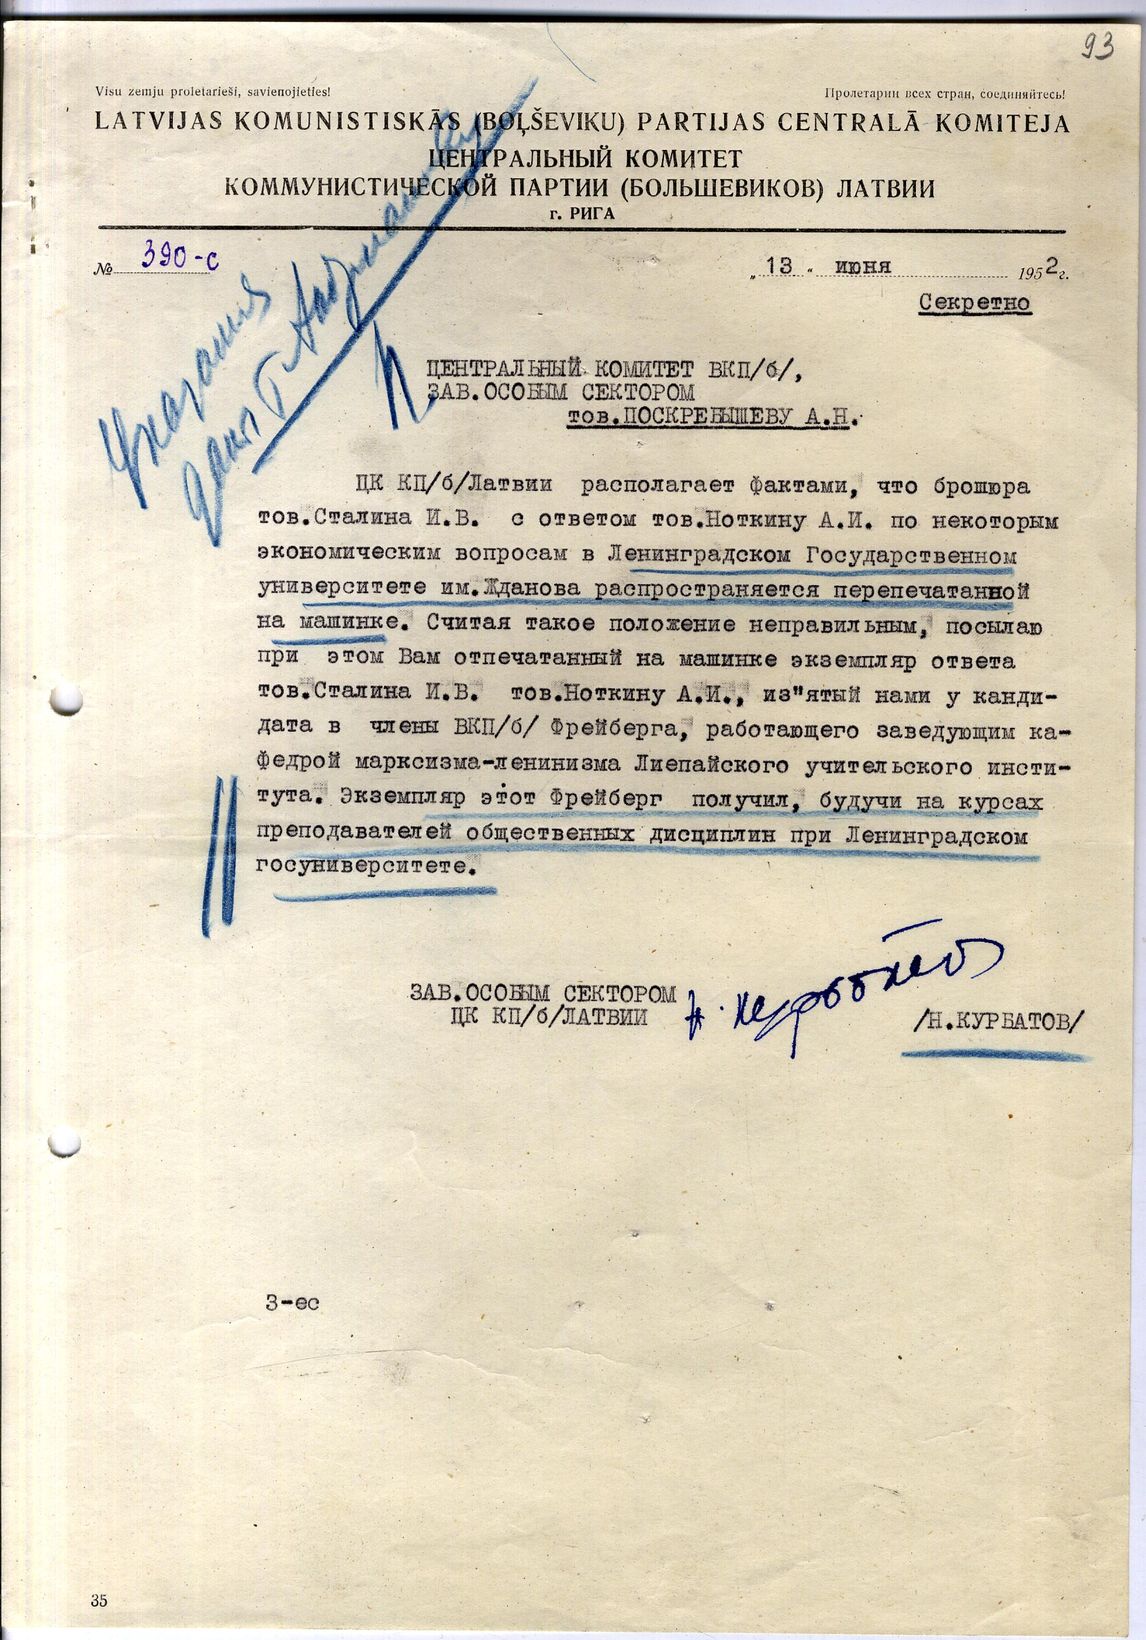 93
Visu zemju proletarieši, savienojieties!
Пролетарии всех стран, соединяйтесь!
LATVIJAS KOMUNISTISKĀS (BOĻŠEVIKU) PARTIJAS CENTRALĀ KOMITEJA
ЦЕНТРАЛЬНЫЙ КОМИТЕТ
КОММУНИСТИЧЕСКОЙ ПАРТИИ (БОЛЬШЕВИКОВ) ЛАТВИИ
г. РИГА
№ 390-с
„13 " июня 1952 г.
Секретно
Указания
даны т.
ЦЕНТРАЛЬНЫЙ КОМИТЕТ ВКП/б/,
ЗАВ.ОСОБЫМ СЕКТОРОМ
тов.ПОСКРЕБЫШЕВУ А.Н.
ЦК КП/б/Латвии располагает фактами, что брошюра
тов.Сталина И.В. с ответом тов.Ноткину А.И. по некоторым
экономическим вопросам в Ленинградском Государственном
университете им.Жданова распространяется перепечатанной
на машинке. Считая такое положение неправильным, посылаю
при этом Вам отпечатанный на машинке экземпляр ответа
тов.Сталина И.В. тов.Ноткину А.И., из"ятый нами у канди-
дата в члены ВКП/б/ Фрейберга, работающего заведующим ка-
федрой марксизма-ленинизма Лиепайского учительского инсти-
тута. Экземпляр этот Фрейберг получил, будучи на курсах
преподавателей общественных дисциплин при Ленинградском
госуниверситете.
ЗАВ.ОСОБЫМ СЕКТОРОМ
ЦК КП/б/ЛАТВИИ
Н. Курбатов
/Н.КУРБАТОВ/
3-ес
35